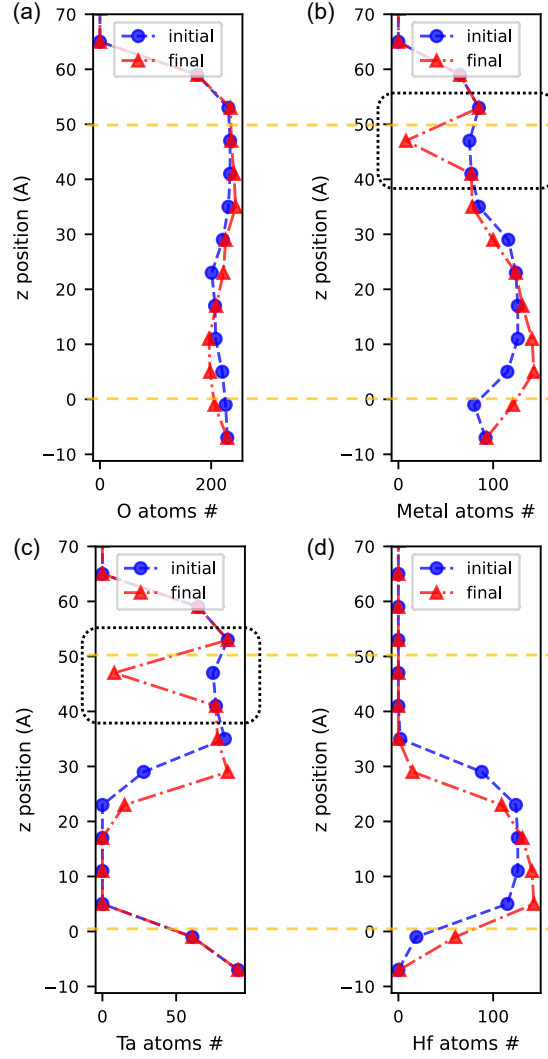 (a)
(b)
70
60
50
40
30
20
10
0
−10
z position (A)
initial
final
0
200
O atoms #
70
60
50
40
30
20
10
0
−10
z position (A)
initial
final
0
100
Metal atoms #
(c)
(d)
70
60
50
40
30
20
10
0
−10
z position (A)
initial
final
0
50
Ta atoms #
70
60
50
40
30
20
10
0
−10
z position (A)
initial
final
0
100
Hf atoms #